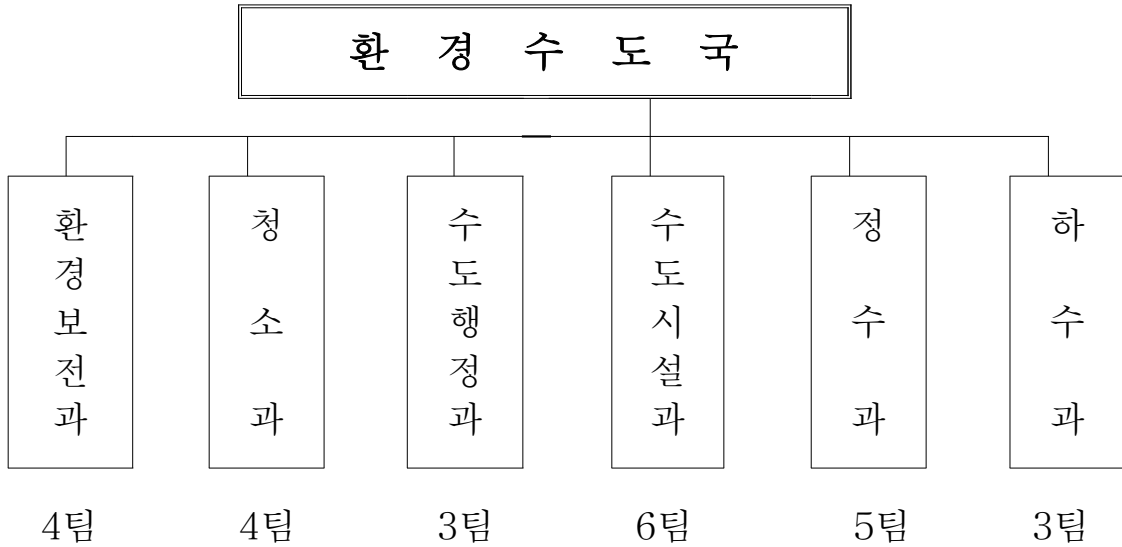 환 경 수 도 국
환경보전과
청소과
수도행정과
수도시설과
정수과
하수과
4팀
4팀
3팀
6팀
5팀
3팀